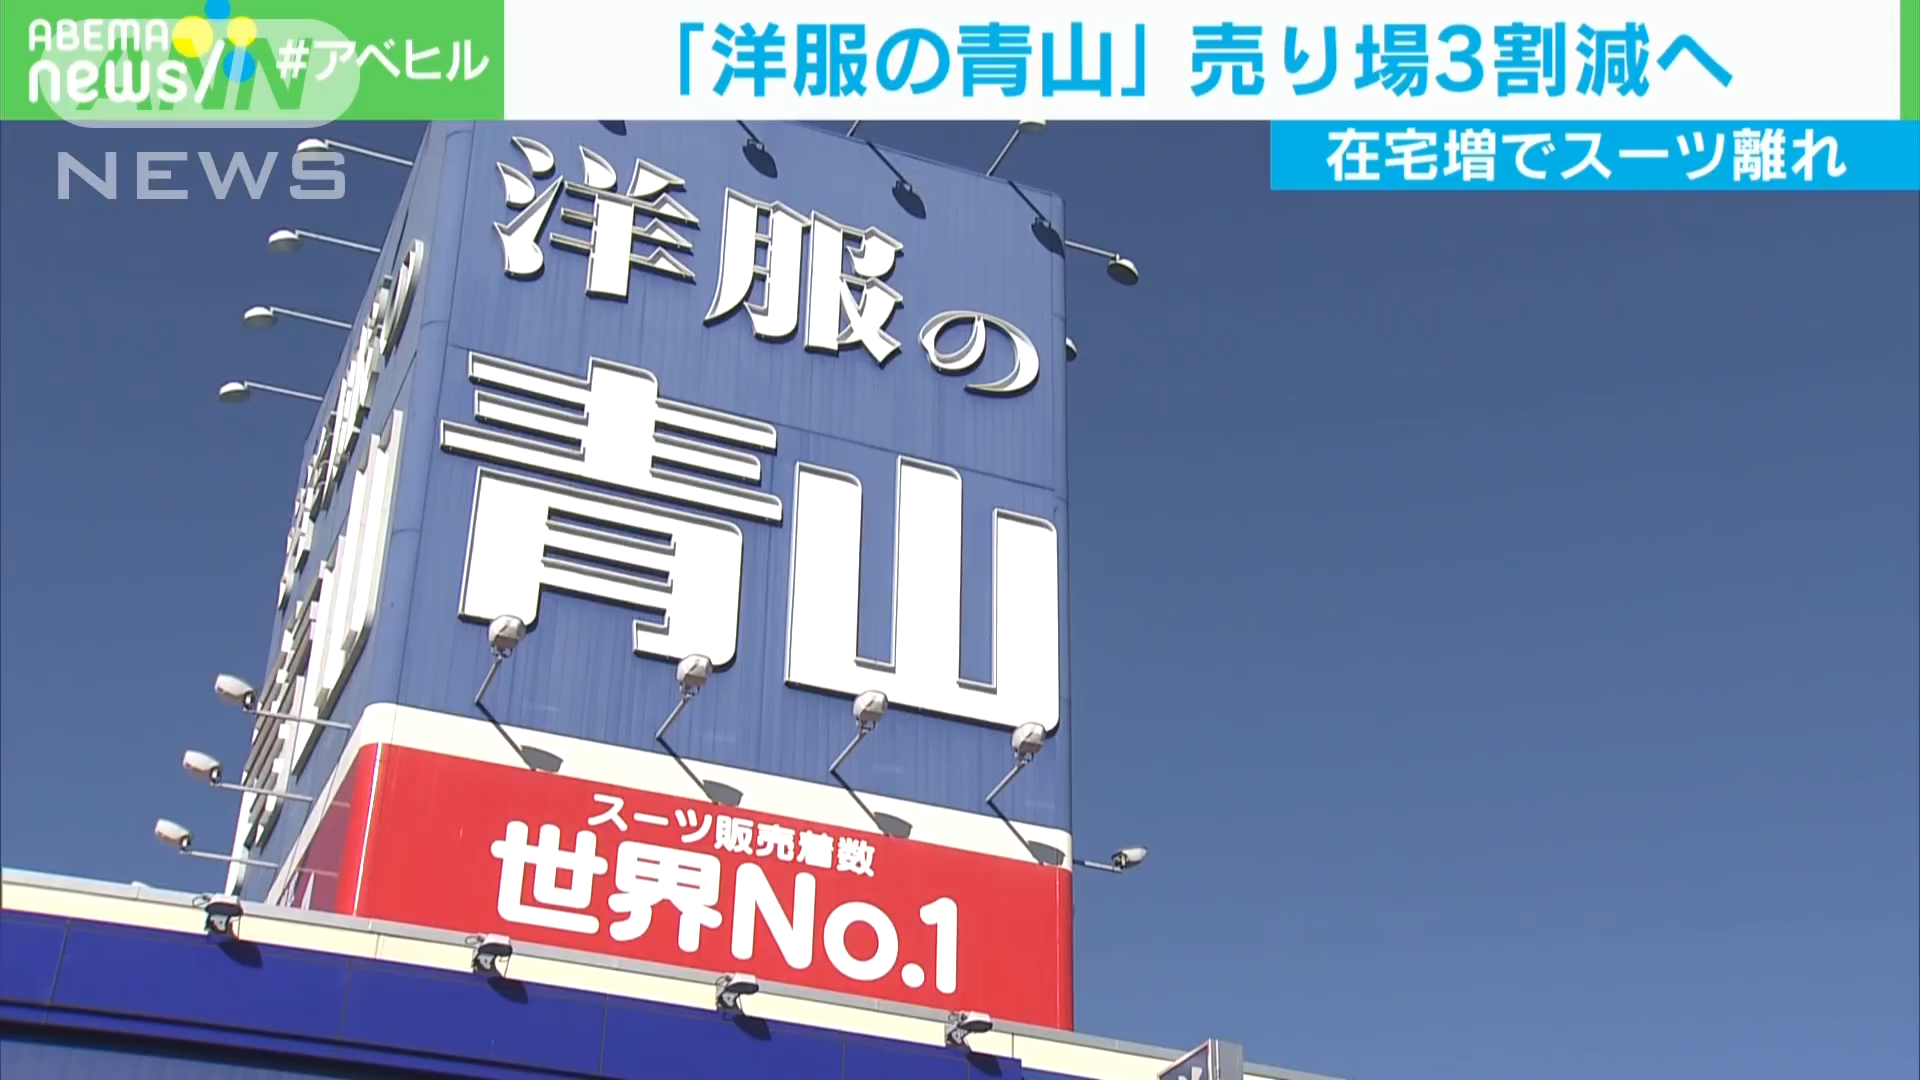 ABEMA
news/
#アベヒル
ANN
NEWS
「洋服の青山」売り場3割減へ
在宅増でスーツ離れ
洋服の
青山
スーツ販売着数
世界No.1